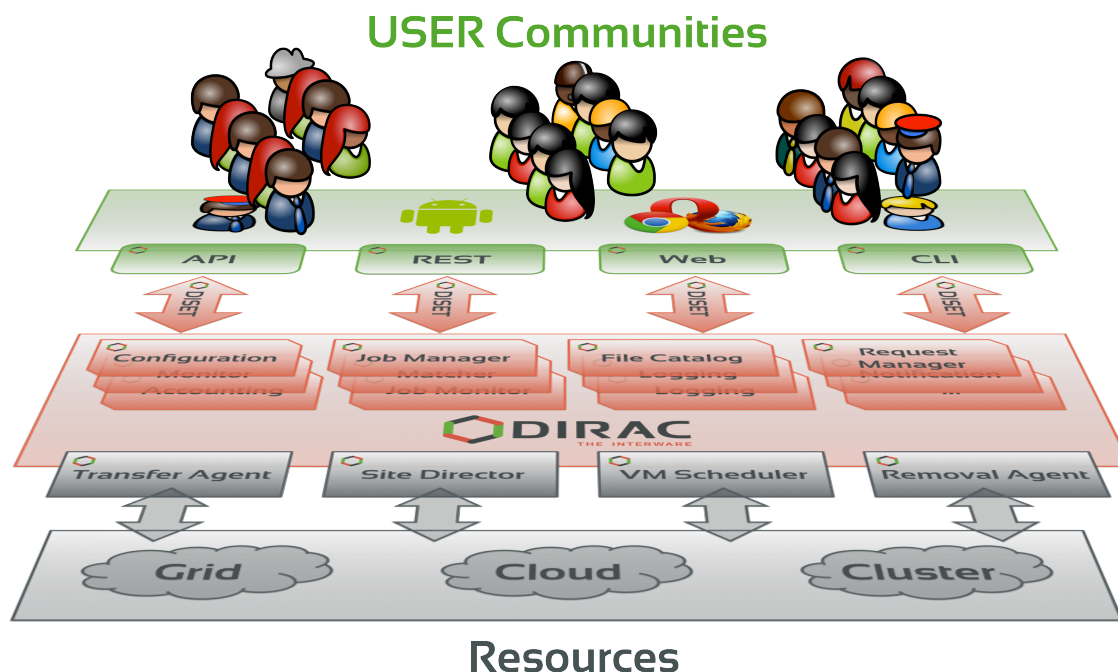 USER Communities
API
REST
Web
CLI
DISET
DISET
DISET
DISET
Configuration
Monitor
Accounting
Job Manager
Matcher
Job Monitor
File Catalog
Logging
Logging
Request
Manager
Notification
...
DIRAC
THE INTERWARE
Transfer Agent
Site Director
VM Scheduler
Removal Agent
Grid
Cloud
Cluster
Resources